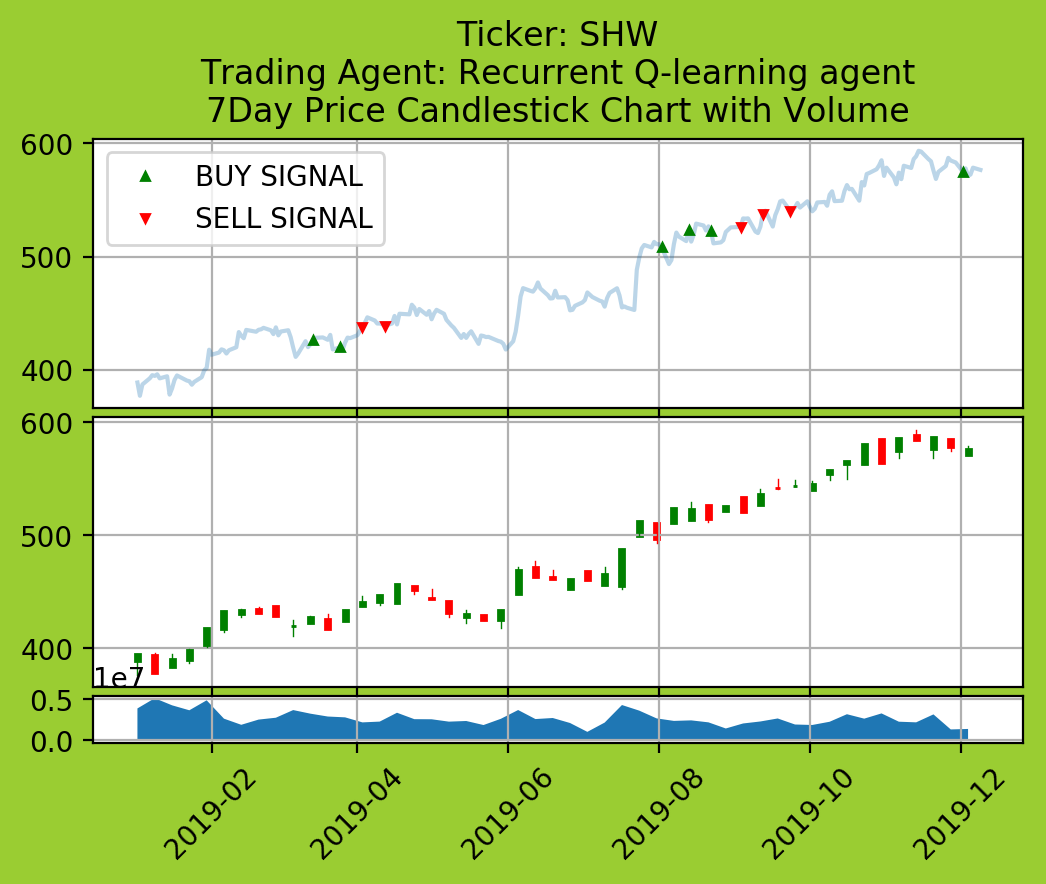 Ticker: SHW
Trading Agent: Recurrent Q-learning agent
7Day Price Candlestick Chart with Volume
600
BUY SIGNAL
SELL SIGNAL
500
400
600
500
400
1e7
0.5
0.0
2019-02
2019-04
2019-06
2019-08
2019-10
2019-12